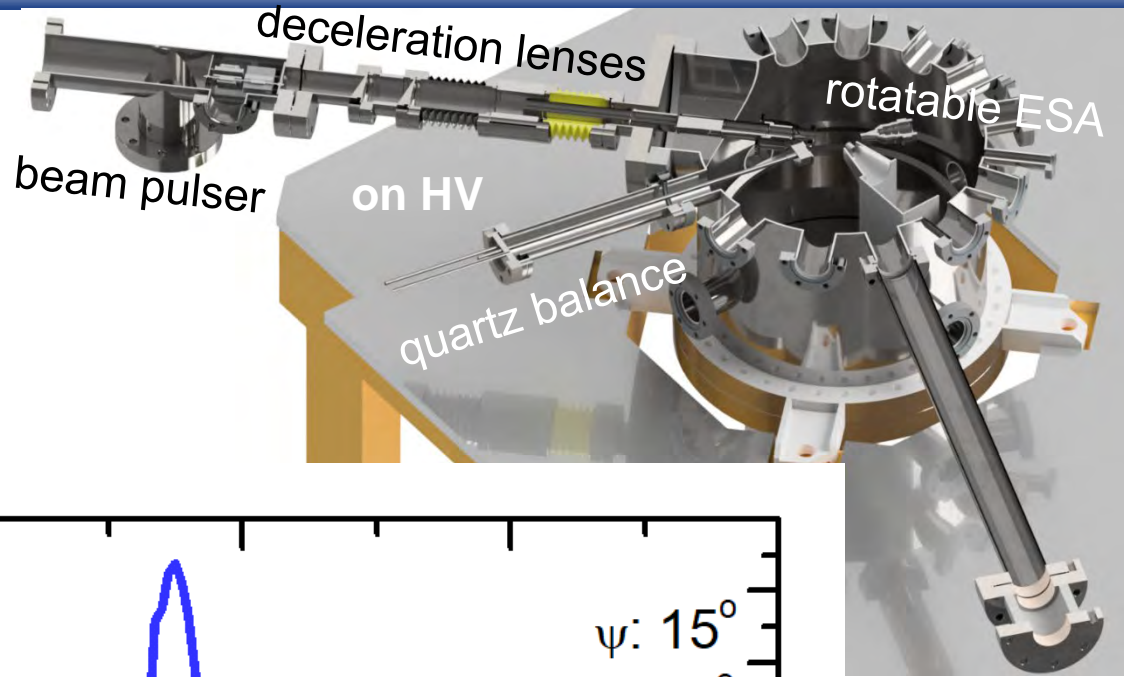 deceleration lenses
rotatable ESA
beam pulser
on HV
quartz balance
ψ: 15°